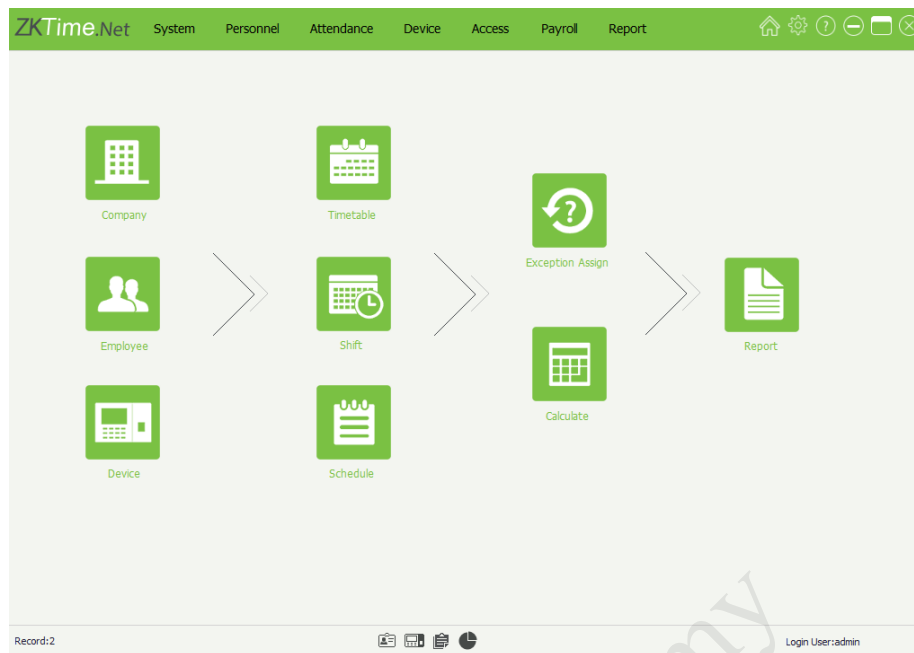 ZKTime.Net System Personnel Attendance Device Access Payroll Report
Company Timetable
Exception Assign
Employee Shift Report
Calculate
Device Schedule
Record:2 Login User:admin